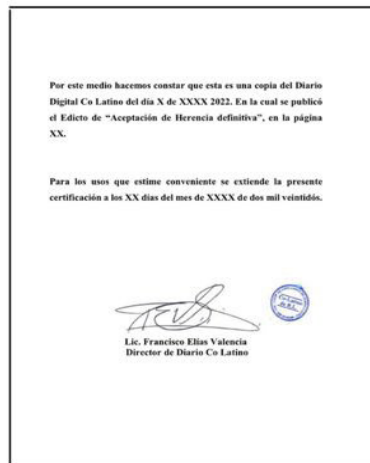 Por este medio hacemos constar que esta es una copia del Diario
Digital Co Latino del día X de XXXX 2022. En la cual se publicó
el Edicto de “Aceptación de Herencia definitiva”, en la página
XX.
Para los usos que estime conveniente se extiende la presente
certificación a los XX días del mes de XXXX de dos mil veintidós.
Lic. Francisco Elías Valencia
Director de Diario Co Latino